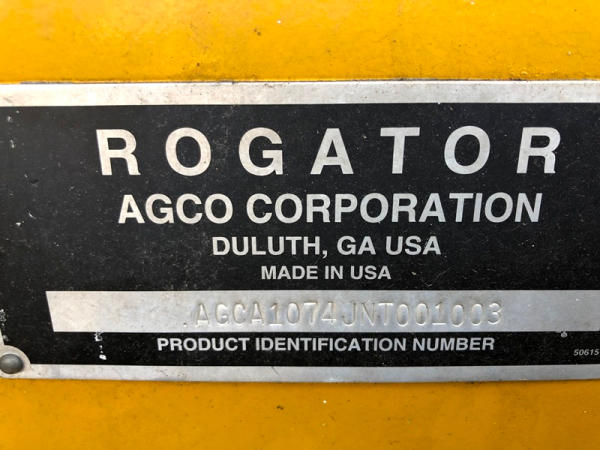 ROGATOR
AGCO CORPORATION
DULUTH, GA USA
MADE IN USA
AGCA1074JNT001003
PRODUCT IDENTIFICATION NUMBER
50615